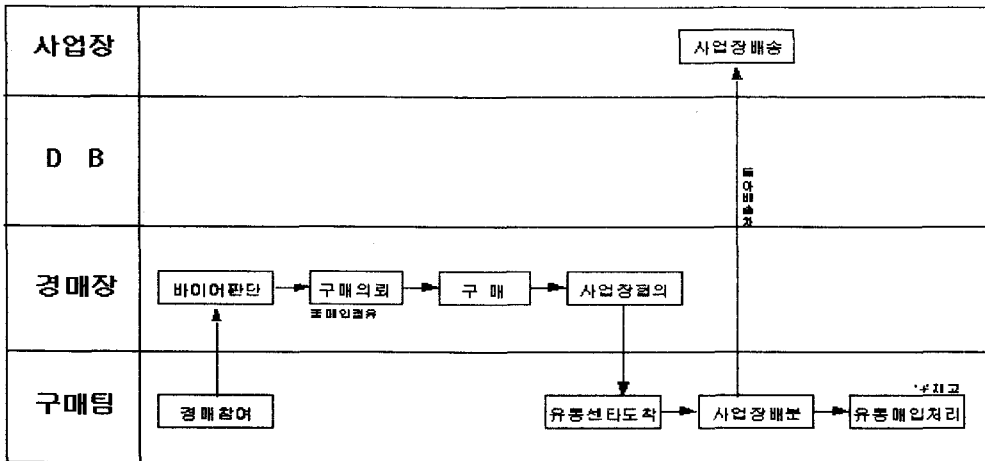 사업장
사업장배송
D B
경매장
바이어판단
구매의뢰
구 매
사업장협의
구매팀
경매참여
유통센타도착
사업장배분
유통매입처리